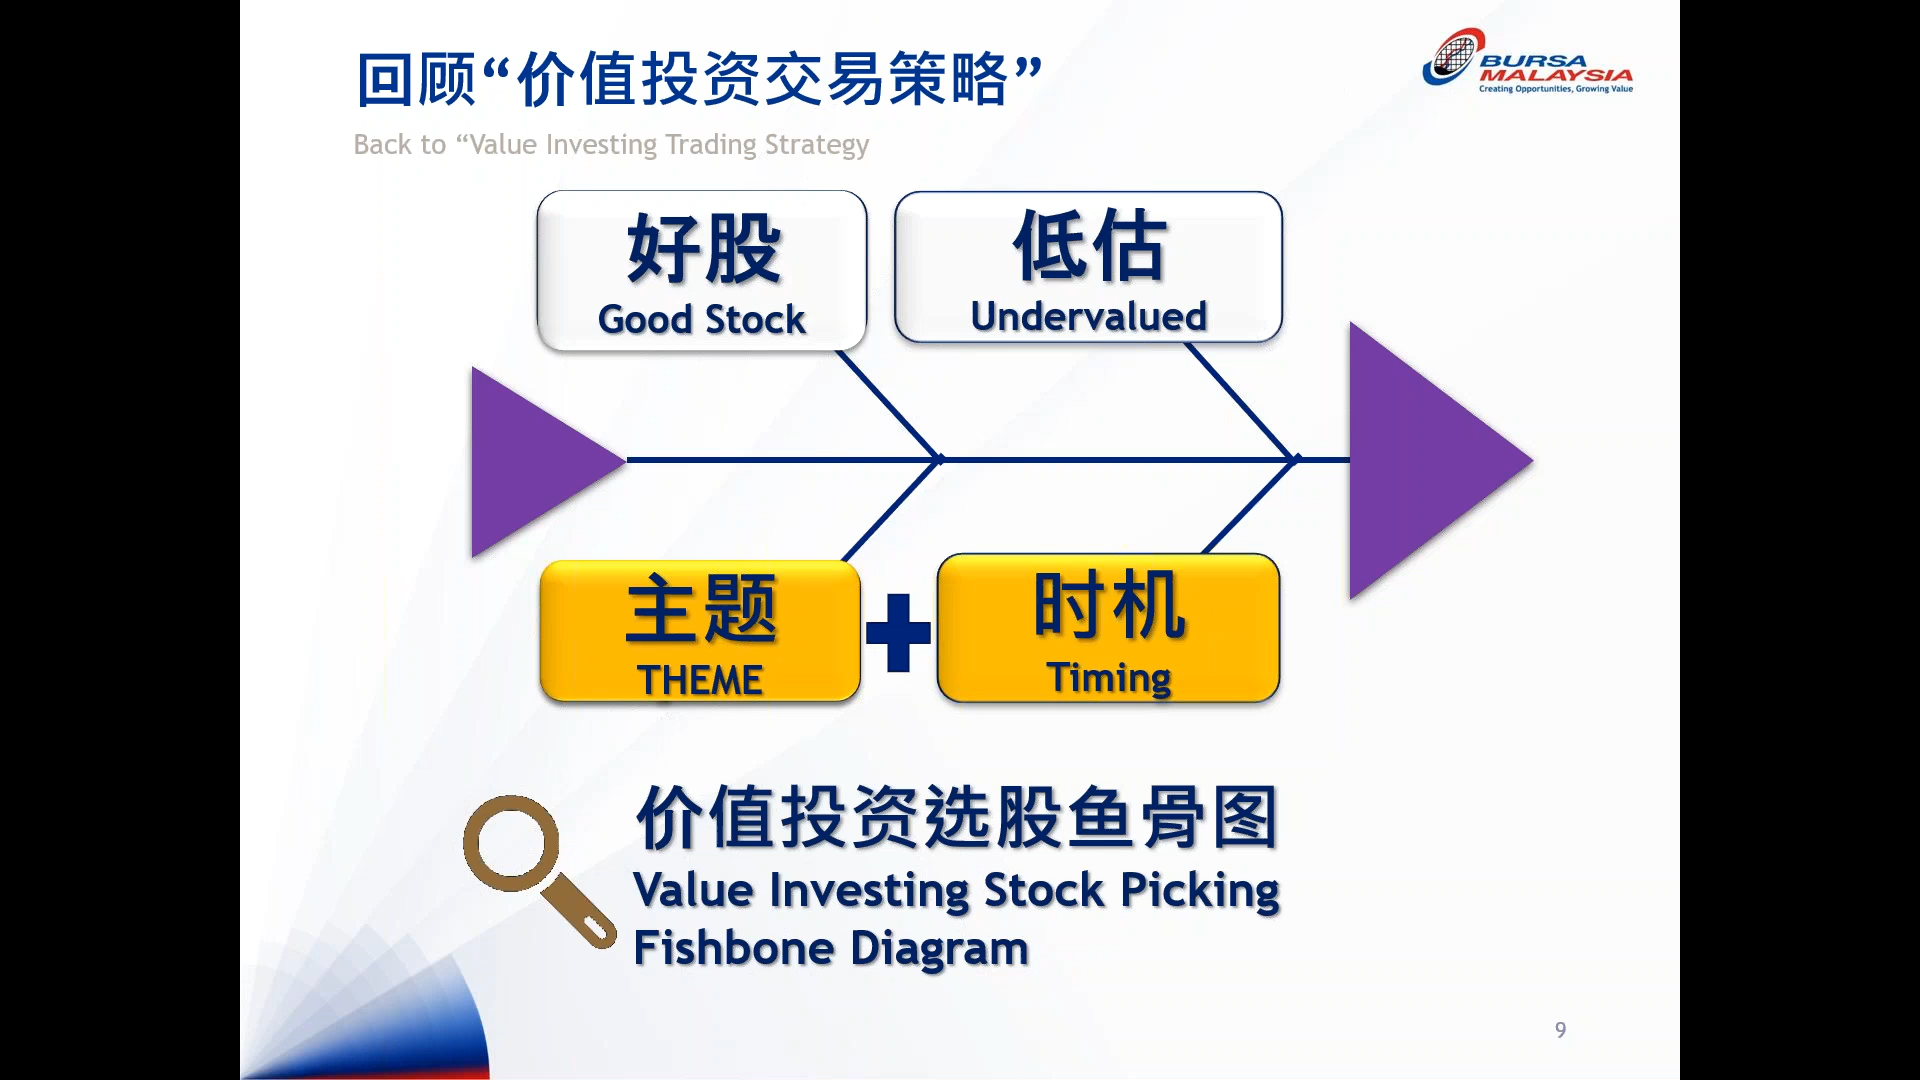 回顾“价值投资交易策略”
BURSA
MALAYSIA
Creating Opportunities, Growing Value
Back to “Value Investing Trading Strategy
好股
Good Stock
低估
Undervalued
主题
THEME
时机
Timing
价值投资选股鱼骨图
Value Investing Stock Picking
Fishbone Diagram
9